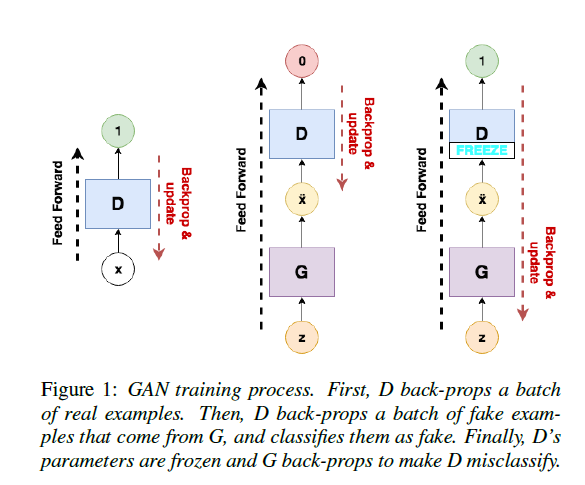 1
D
x
Feed Forward
Backprop &
update
0
D
ẍ
G
z
Feed Forward
Backprop &
update
1
D
FREEZE
ẍ
G
z
Feed Forward
Backprop &
update
Figure 1: GAN training process. First, D back-props a batch
of real examples. Then, D back-props a batch of fake exam-
ples that come from G, and classifies them as fake. Finally, D's
parameters are frozen and G back-props to make D misclassify.